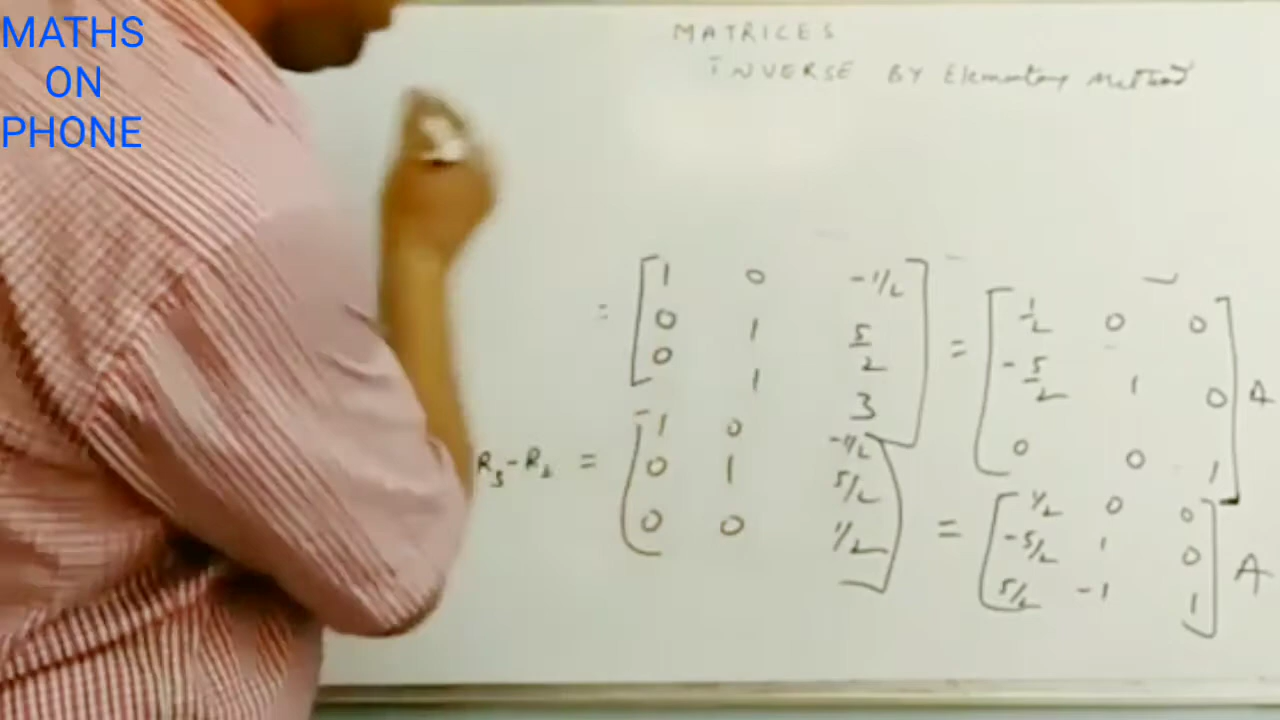 MATHS
ON
PHONE
MATRICES
INVERSE BY Elementary Method
= [1 0 -1/2 = [1/2 0 0
0 1 5/2 -5/2 1 0
0 1 3] 0 0 1] A
R3-R2 = [1 0 -1/2 = [1/2 0 0
0 1 5/2 -5/2 1 0
0 0 1/2] 5/2 -1 1] A